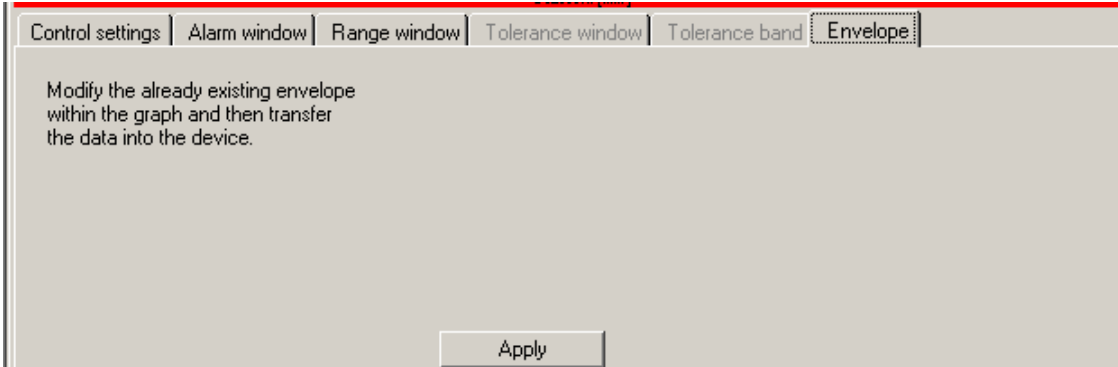 Control settings Alarm window Range window Tolerance window Tolerance band Envelope
Modify the already existing envelope
within the graph and then transfer
the data into the device.
Apply